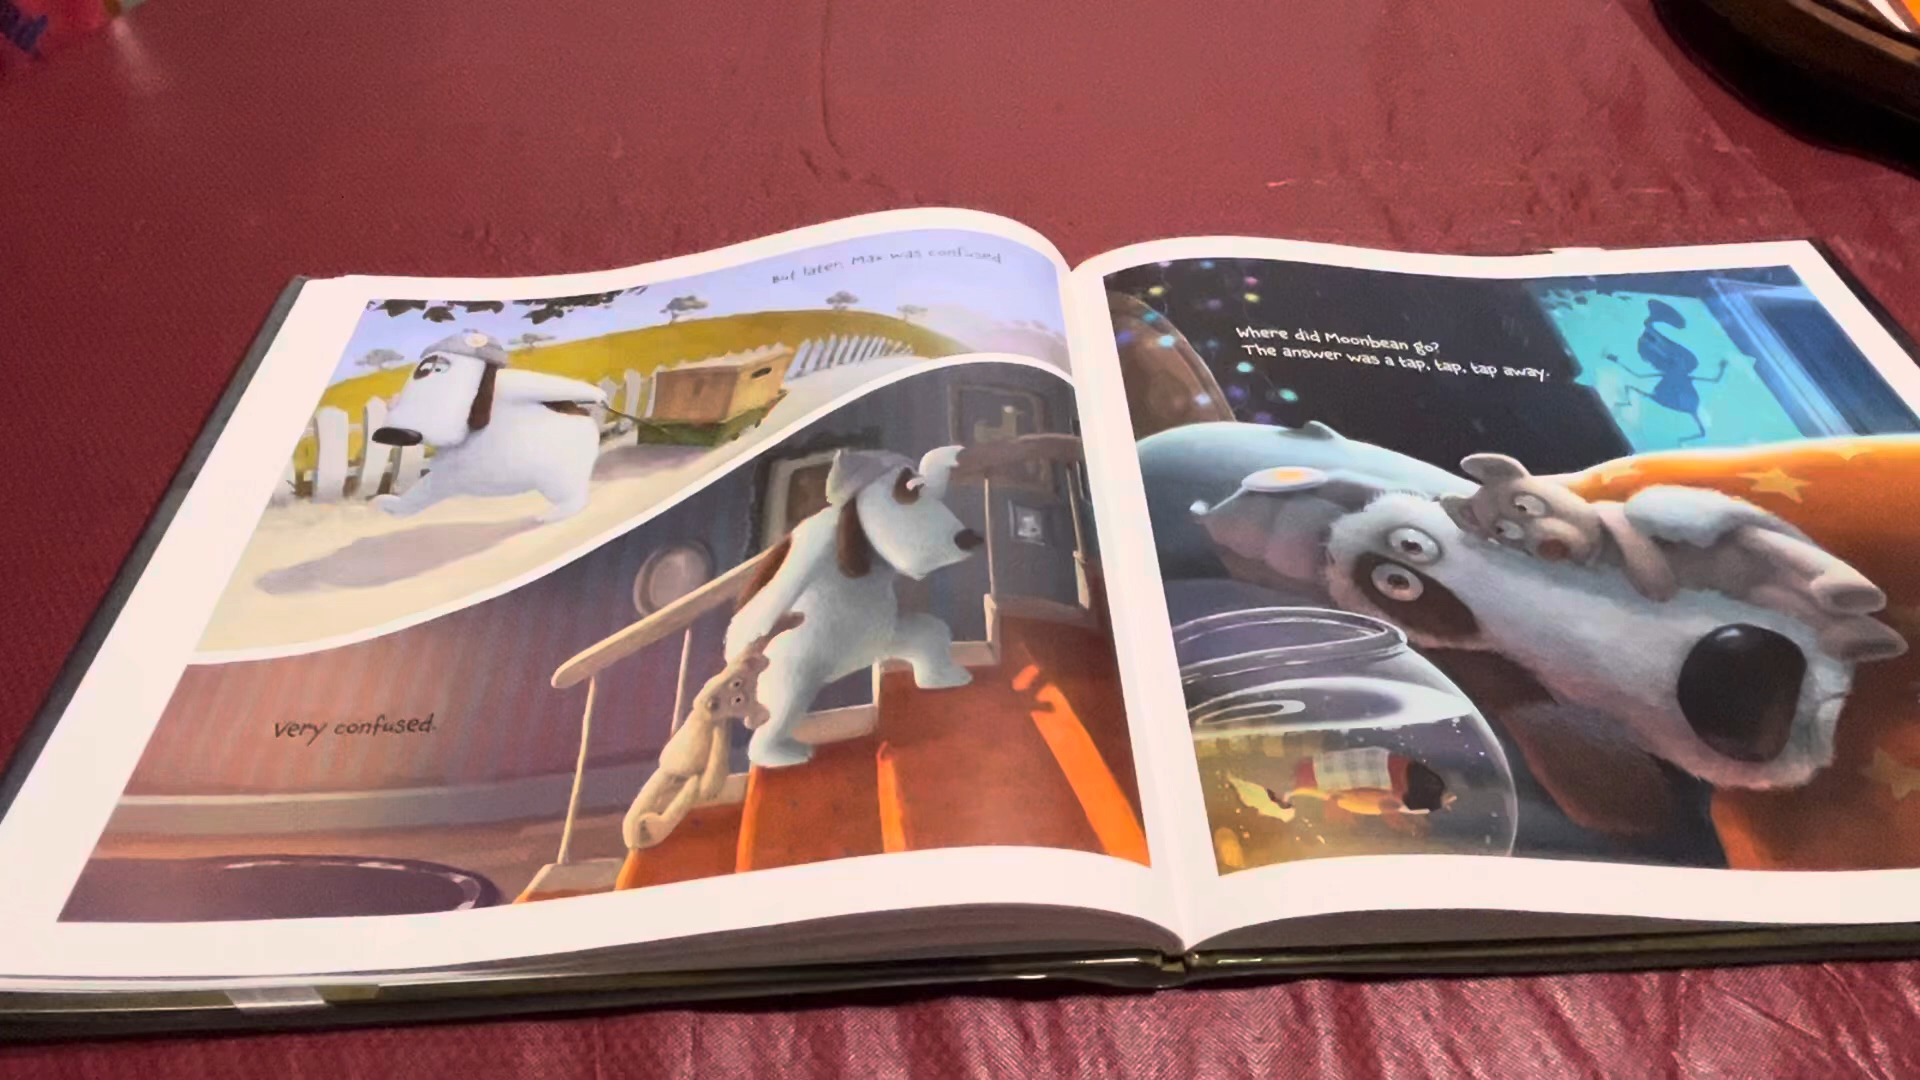 But later, Max was confused.
Very confused.
Where did Moonbean go?
The answer was a tap, tap, tap away.